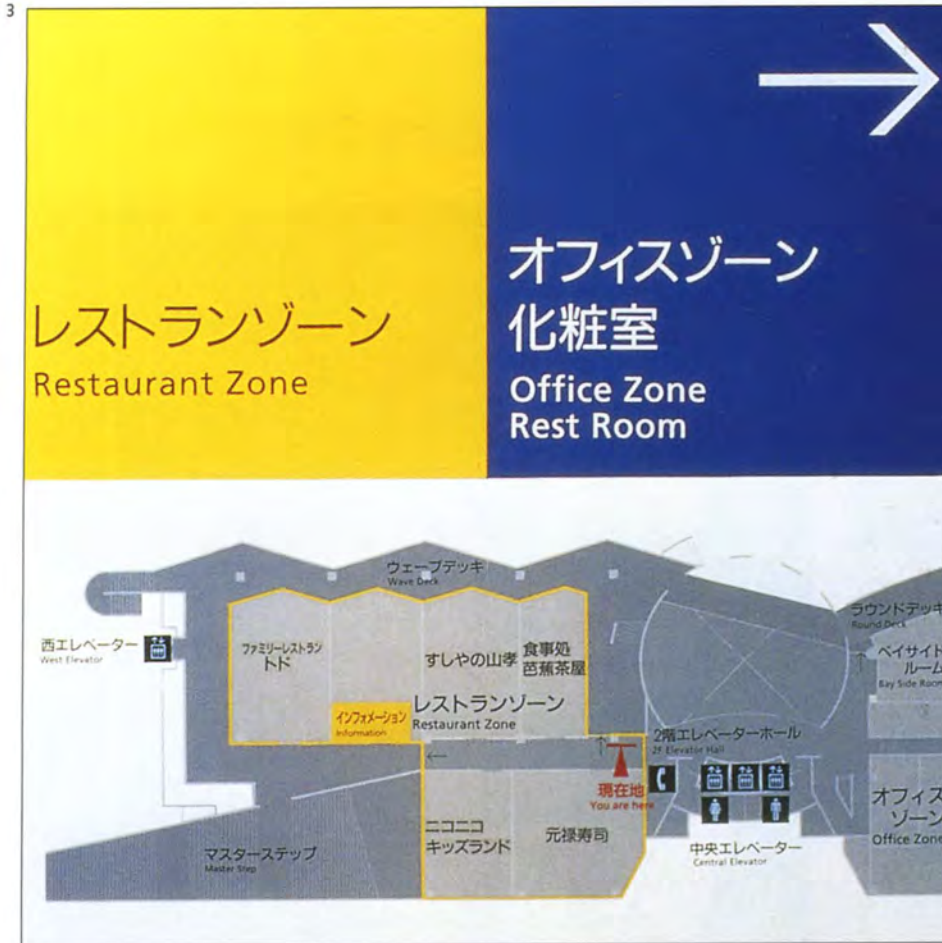 3
レストランゾーン
Restaurant Zone
オフィスゾーン
化粧室
Office Zone
Rest Room
ウェーブデッキ
Wave Deck
ラウンドデッキ
Round Deck
西エレベーター
West Elevator
ファミリーレストラン
トド
すしやの山孝
食事処
芭蕉茶屋
ベイサイド
ルーム
Bay Side Room
インフォメーション
Information
レストランゾーン
Restaurant Zone
2階エレベーターホール
2F Elevator Hall
現在地
You are here
ニコニコ
キッズランド
元禄寿司
オフィス
ゾーン
Office Zone
マスターステップ
Master Step
中央エレベーター
Central Elevator